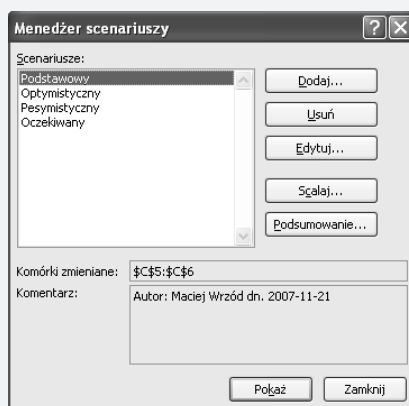 Menedżer scenariuszy
Scenariusze:
Podstawowy
Optymistyczny
Pesymistyczny
Oczekiwany
Dodaj...
Usuń
Edytuj...
Scalaj...
Podsumowanie...
Komórki zmieniane:
$C$5:$C$6
Komentarz:
Autor: Maciej Wrzód dn. 2007-11-21
Pokaż
Zamknij